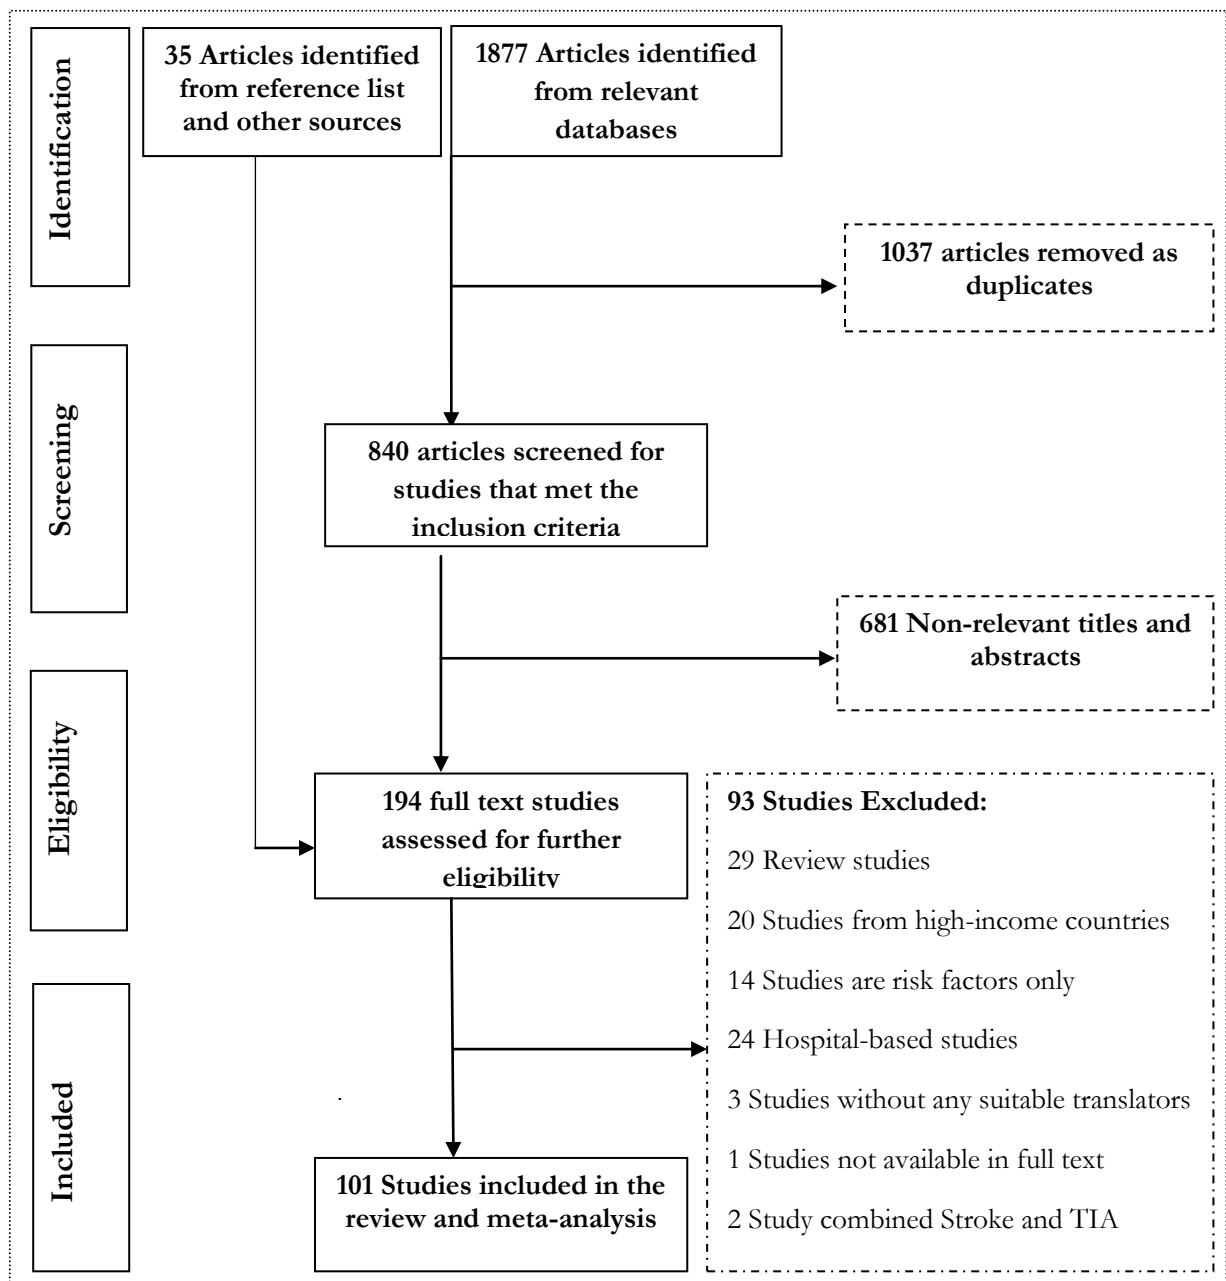 Identification
35 Articles identified
from reference list
and other sources
1877 Articles identified
from relevant
databases
1037 articles removed as
duplicates
Screening
840 articles screened for
studies that met the
inclusion criteria
681 Non-relevant titles and
abstracts
Eligibility
194 full text studies
assessed for further
eligibility
93 Studies Excluded:
29 Review studies
20 Studies from high-income countries
14 Studies are risk factors only
24 Hospital-based studies
3 Studies without any suitable translators
1 Studies not available in full text
2 Study combined Stroke and TIA
Included
101 Studies included in the
review and meta-analysis